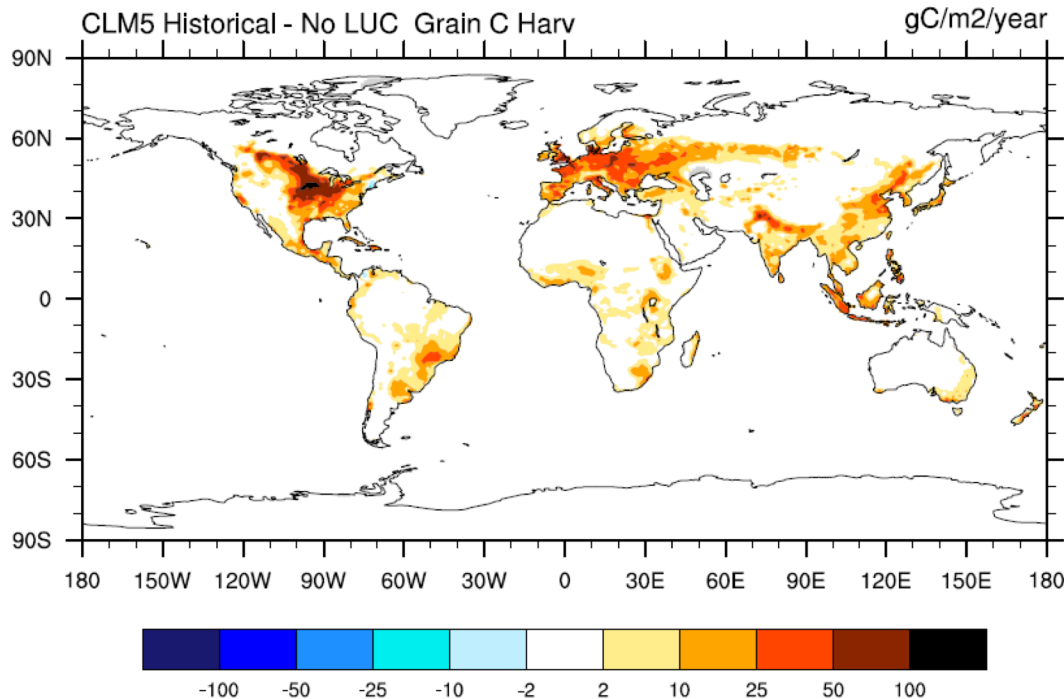 CLM5 Historical - No LUC Grain C Harv gC/m2/year
90N
60N
30N
0
30S
60S
90S
180 150W 120W 90W 60W 30W 0 30E 60E 90E 120E 150E 180
-100 -50 -25 -10 -2 2 10 25 50 100